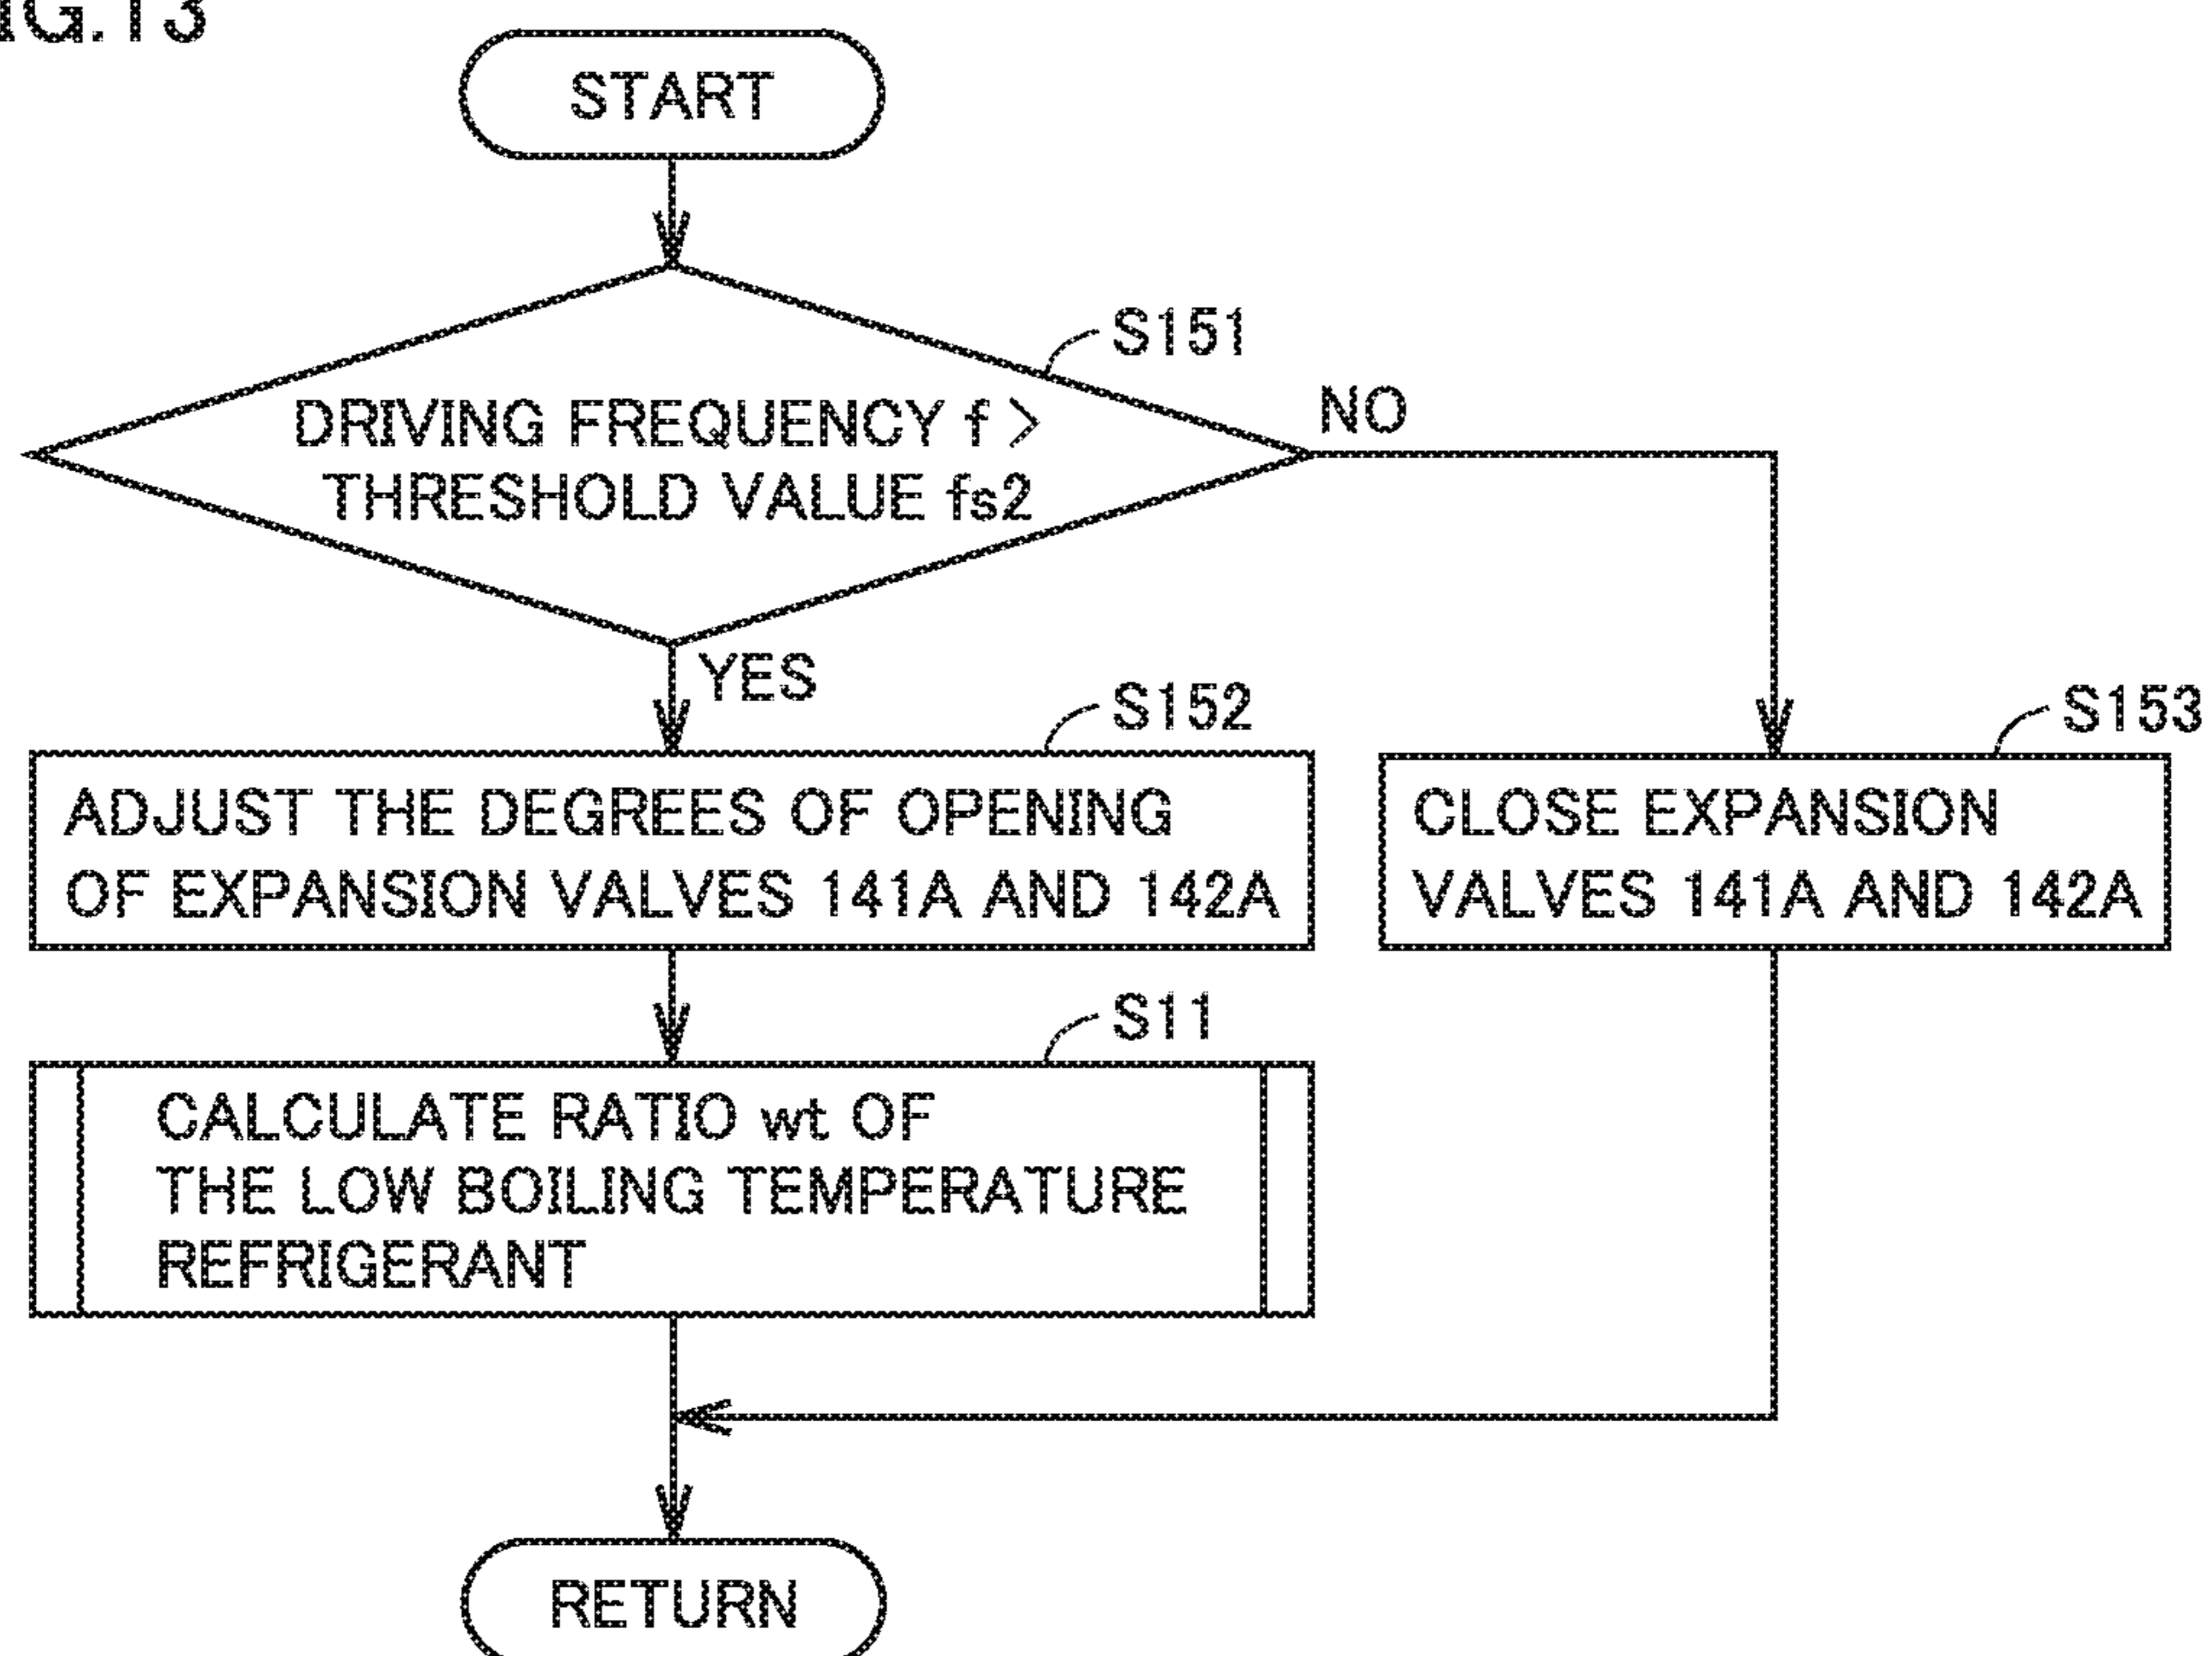 IG.13
START
S151
DRIVING FREQUENCY f >
THRESHOLD VALUE fs2
NO
YES
S152
ADJUST THE DEGREES OF OPENING
OF EXPANSION VALVES 141A AND 142A
S153
CLOSE EXPANSION
VALVES 141A AND 142A
S11
CALCULATE RATIO wt OF
THE LOW BOILING TEMPERATURE
REFRIGERANT
RETURN